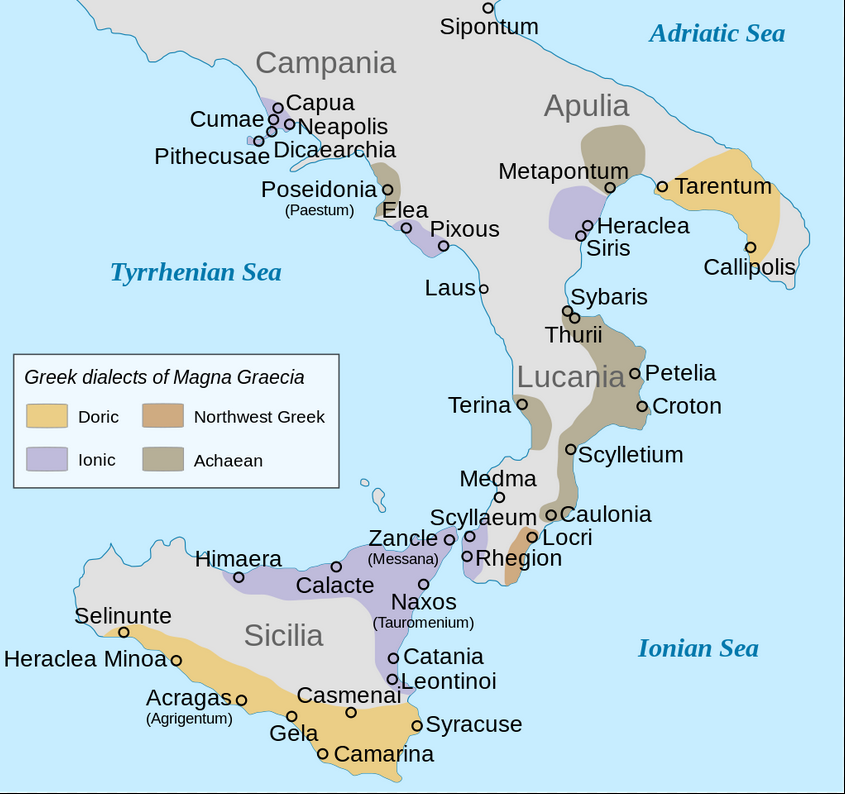 Sipontum
Adriatic Sea
Campania
Apulia
Capua
Cumae
Neapolis
Dicaearchia
Pithecusae
Metapontum
Tarentum
Poseidonia
(Paestum)
Elea
Pixous
Heraclea
Siris
Callipolis
Tyrrhenian Sea
Laus
Sybaris
Thurii
Greek dialects of Magna Graecia
Doric
Northwest Greek
Ionic
Achaean
Lucania
Petelia
Terina
Croton
Scylletium
Medma
Scyllaeum
Caulonia
Zancle
(Messana)
Locri
Rhegion
Himaera
Calacte
Naxos
(Tauromenium)
Selinunte
Sicilia
Ionian Sea
Heraclea Minoa
Catania
Leontinoi
Acragas
(Agrigentum)
Casmenai
Gela
Syracuse
Camarina